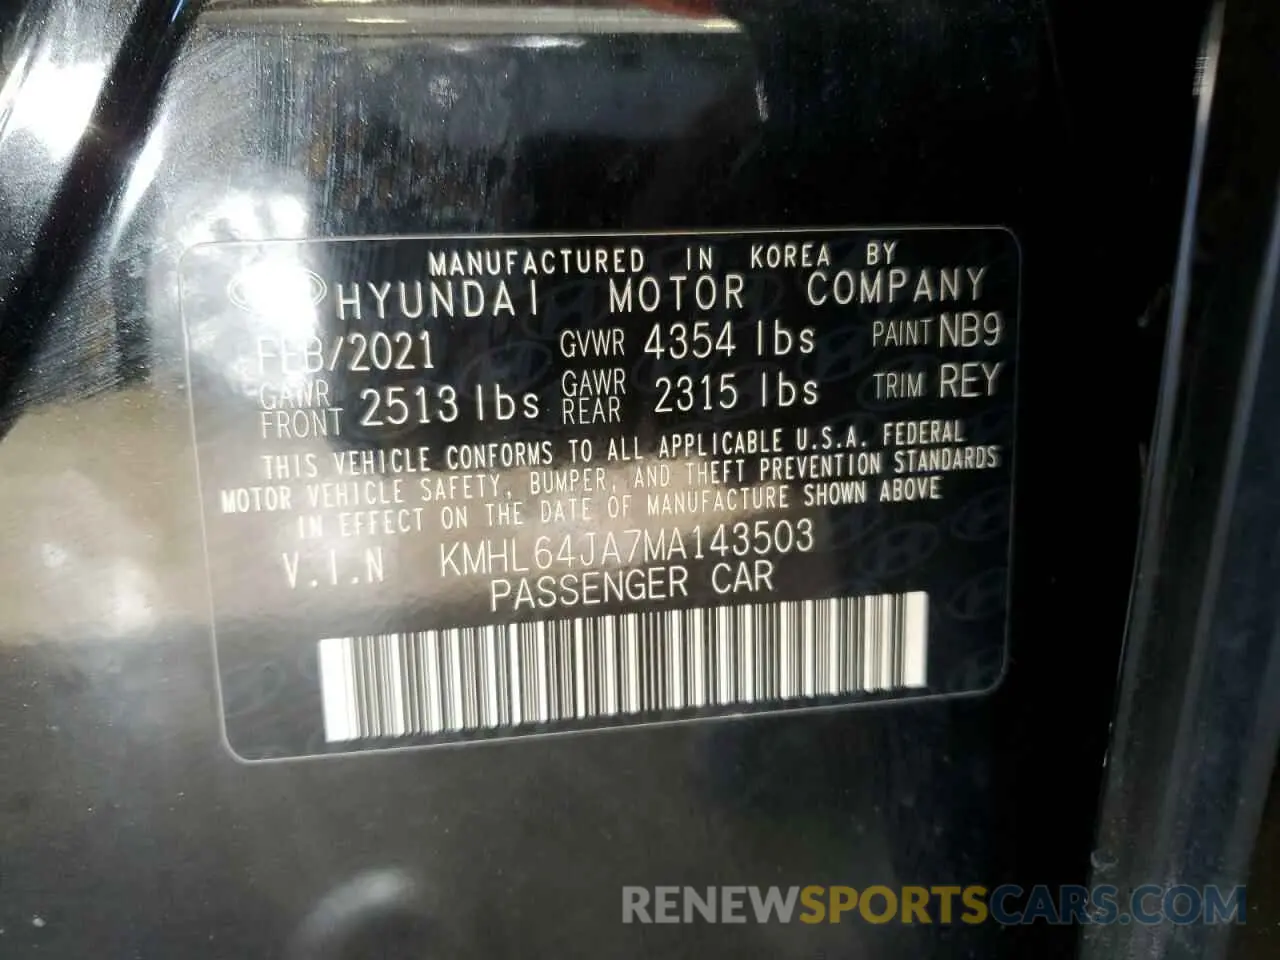 MANUFACTURED IN KOREA BY
HYUNDAI MOTOR COMPANY
FEB/2021 GVWR 4354 lbs PAINT NB9
GAWR FRONT 2513 lbs GAWR REAR 2315 lbs TRIM REY
THIS VEHICLE CONFORMS TO ALL APPLICABLE U.S.A. FEDERAL
MOTOR VEHICLE SAFETY, BUMPER, AND THEFT PREVENTION STANDARDS
IN EFFECT ON THE DATE OF MANUFACTURE SHOWN ABOVE
V.I.N KMHL64JA7MA143503
PASSENGER CAR
RENEWSPORTSCARS.COM